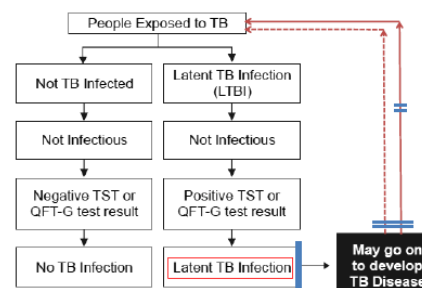 People Exposed to TB
Not TB Infected
Latent TB Infection
(LTBI)
Not Infectious
Not Infectious
Negative TST or
QFT-G test result
Positive TST or
QFT-G test result
No TB Infection
Latent TB Infection
May go on
to develop
TB Disease